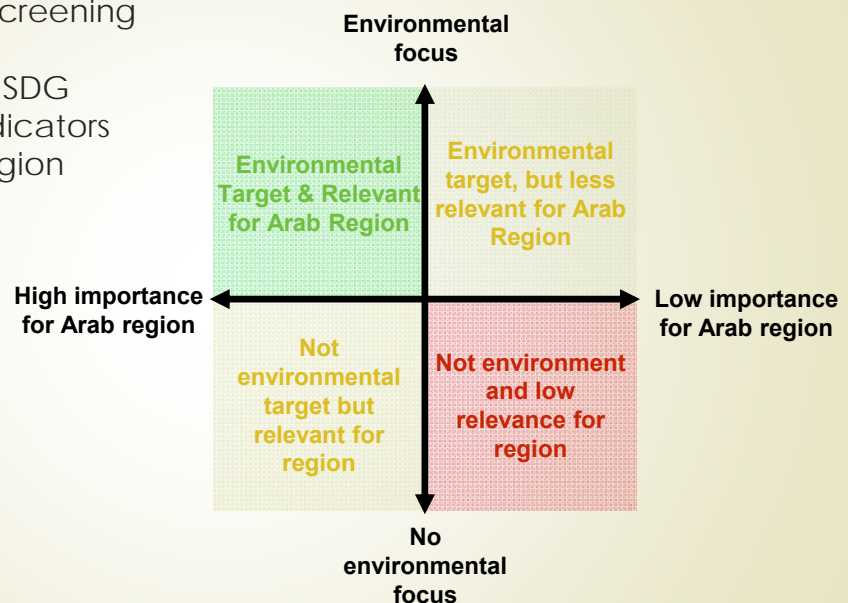 creening
SDG
dicators
gion
Environmental
focus
Environmental
Target & Relevant
for Arab Region
Environmental
target, but less
relevant for Arab
Region
High importance
for Arab region
Low importance
for Arab region
Not
environmental
target but
relevant for
region
Not environment
and low
relevance for
region
No
environmental
focus